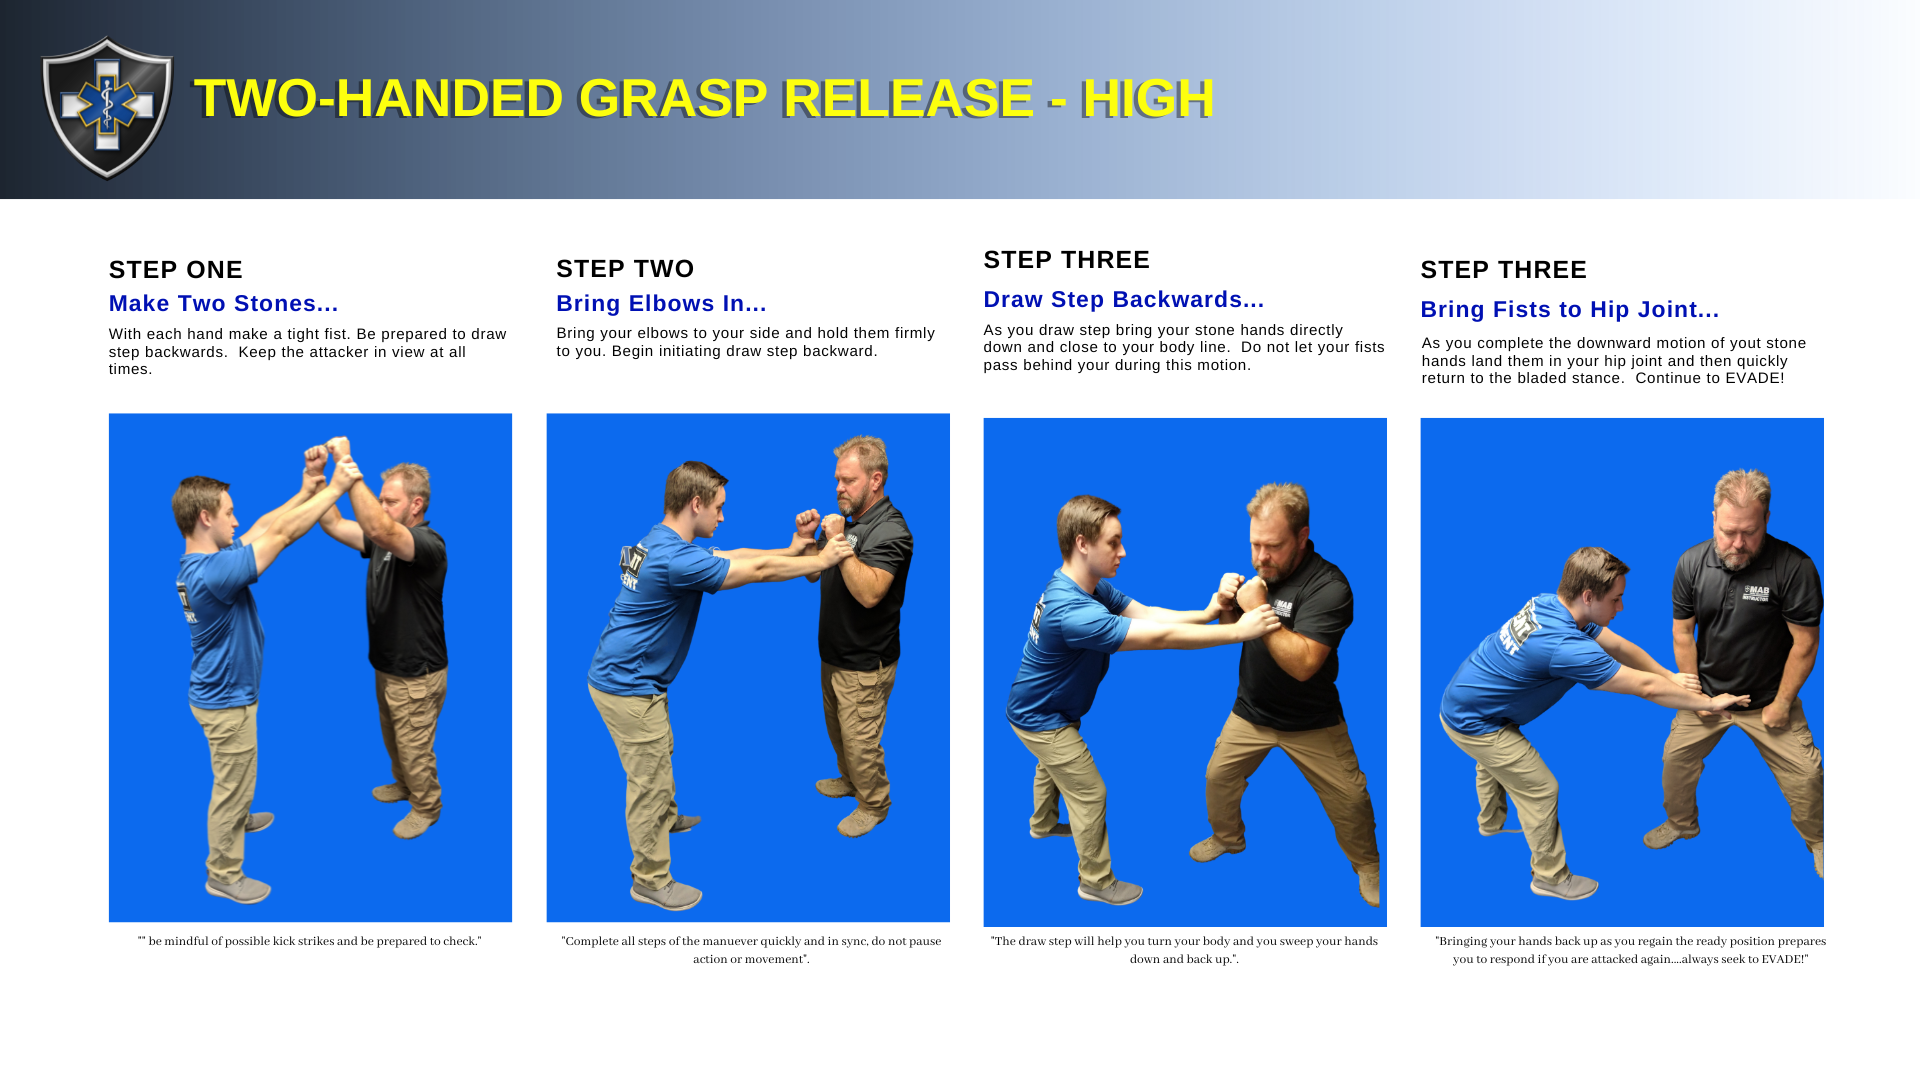 TWO-HANDED GRASP RELEASE - HIGH
STEP ONE
Make Two Stones...
With each hand make a tight fist. Be prepared to draw
step backwards.  Keep the attacker in view at all
times.
"" be mindful of possible kick strikes and be prepared to check."
STEP TWO
Bring Elbows In...
Bring your elbows to your side and hold them firmly
to you. Begin initiating draw step backward.
"Complete all steps of the manuever quickly and in sync, do not pause
action or movement".
STEP THREE
Draw Step Backwards...
As you draw step bring your stone hands directly
down and close to your body line.  Do not let your fists
pass behind your during this motion.
MAB
INSTRUCTOR
"The draw step will help you turn your body and you sweep your hands
down and back up.".
STEP THREE
Bring Fists to Hip Joint...
As you complete the downward motion of yout stone
hands land them in your hip joint and then quickly
return to the bladed stance.  Continue to EVADE!
MAB
INSTRUCTOR
"Bringing your hands back up as you regain the ready position prepares
you to respond if you are attacked again....always seek to EVADE!"